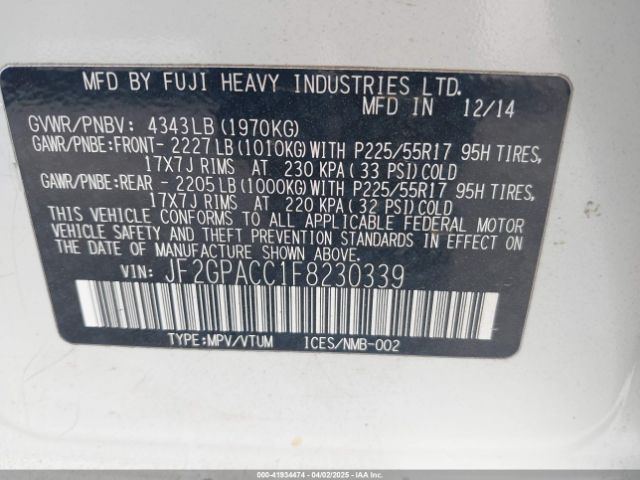 MFD BY FUJI HEAVY INDUSTRIES LTD.
MFD IN 12/14
GVWR/PNBV: 4343LB (1970KG)
GAWR/PNBE:FRONT- 2227LB(1010KG)WITH P225/55R17 95H TIRES,
17X7J RIMS AT 230 KPA(33 PSI)COLD
GAWR/PNBE:REAR - 2205LB(1000KG)WITH P225/55R17 95H TIRES,
17X7J RIMS AT 220 KPA(32 PSI)COLD
THIS VEHICLE CONFORMS TO ALL APPLICABLE FEDERAL MOTOR
VEHICLE SAFETY AND THEFT PREVENTION STANDARDS IN
EFFECT ON THE DATE OF MANUFACTURE SHOWN ABOVE.
VIN: JF2GPACC1F8230339
TYPE:MPV/VTUM ICES/NMB-002
000-41934474 - 04/02/2025 - COPYRIGHT IAA, LLC.